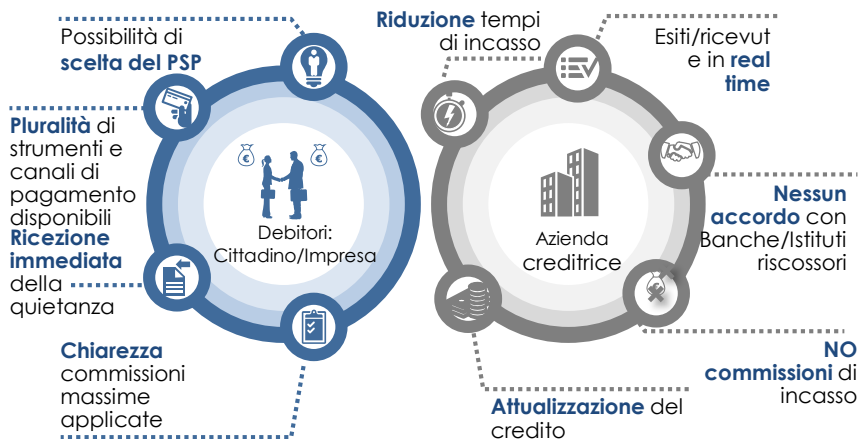 Possibilità di
scelta del PSP
Pluralità di
strumenti e
canali di
pagamento
disponibili
Ricezione
immediata
della
quietanza
Chiarezza
commissioni
massime
applicate
Debitori:
Cittadino/Impresa
Riduzione tempi
di incasso
Esiti/ricevut
e in real
time
Nessun
accordo con
Banche/Istituti
riscossori
NO
commissioni di
incasso
Attualizzazione del
credito
Azienda
creditrice